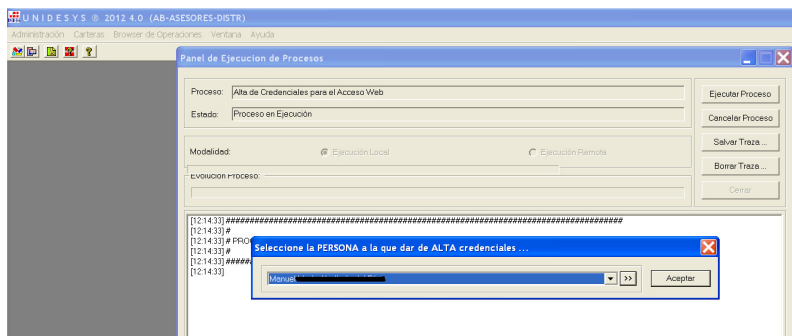 UNIDESYS ® 2012 4.0 (AB-ASESORES-DISTR)
Administración Carteras Browser de Operaciones Ventana Ayuda
Panel de Ejecucion de Procesos
Proceso: Alta de Credenciales para el Acceso Web
Ejecutar Proceso
Estado: Proceso en Ejecución
Cancelar Proceso
Modalidad: Ejecución Local Ejecución Remota
Salvar Traza ...
Borrar Traza ...
Evolución Proceso:
Cerrar
[12:14:33] ##################################################################################
[12:14:33] #
[12:14:33] # PRO
[12:14:33] #
[12:14:33] #####
[12:14:33]
Seleccione la PERSONA a la que dar de ALTA credenciales ...
Manuel
>>
Aceptar